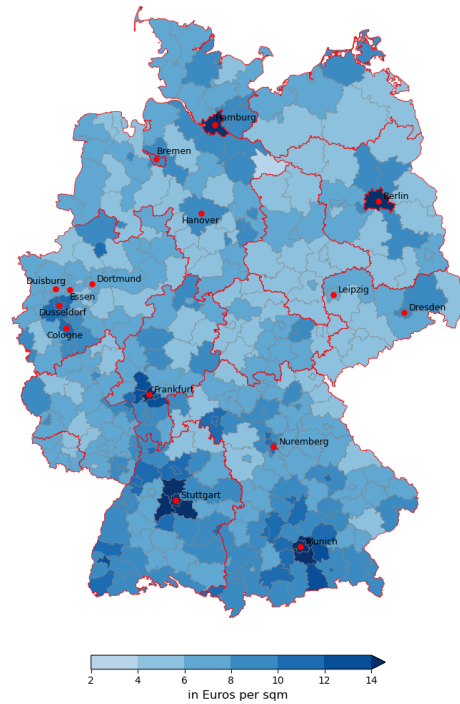 Hamburg
Bremen
Berlin
Hanover
Duisburg
Dortmund
Essen
Leipzig
Dusseldorf
Dresden
Cologne
Frankfurt
Nuremberg
Stuttgart
Munich
2 4 6 8 10 12 14
in Euros per sqm